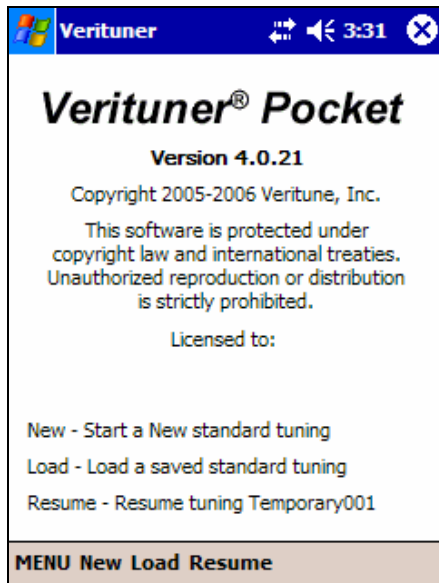 Verituner 3:31
Verituner® Pocket
Version 4.0.21
Copyright 2005-2006 Veritune, Inc.
This software is protected under
copyright law and international treaties.
Unauthorized reproduction or distribution
is strictly prohibited.
Licensed to:
New - Start a New standard tuning
Load - Load a saved standard tuning
Resume - Resume tuning Temporary001
MENU New Load Resume